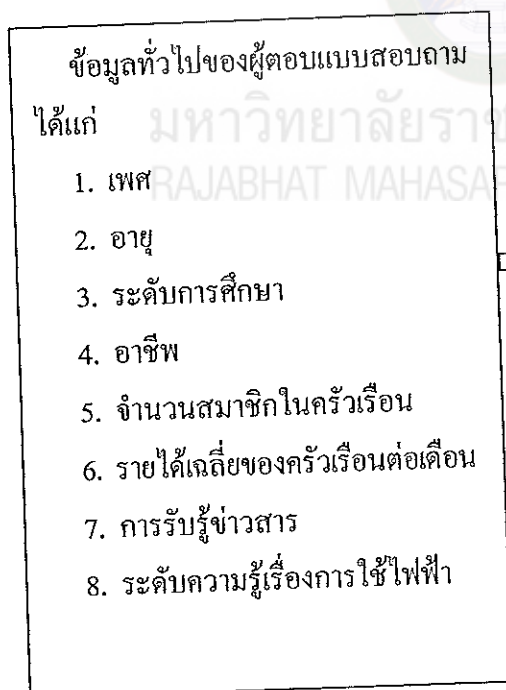 ข้อมูลทั่วไปของผู้ตอบแบบสอบถาม
ได้แก่
มหาวิทยาลัยราช
RAJABHAT MAHASAR
1. เพศ
2. อายุ
3. ระดับการศึกษา
4. อาชีพ
5. จำนวนสมาชิกในครัวเรือน
6. รายได้เฉลี่ยของครัวเรือนต่อเดือน
7. การรับรู้ข่าวสาร
8. ระดับความรู้เรื่องการใช้ไฟฟ้า